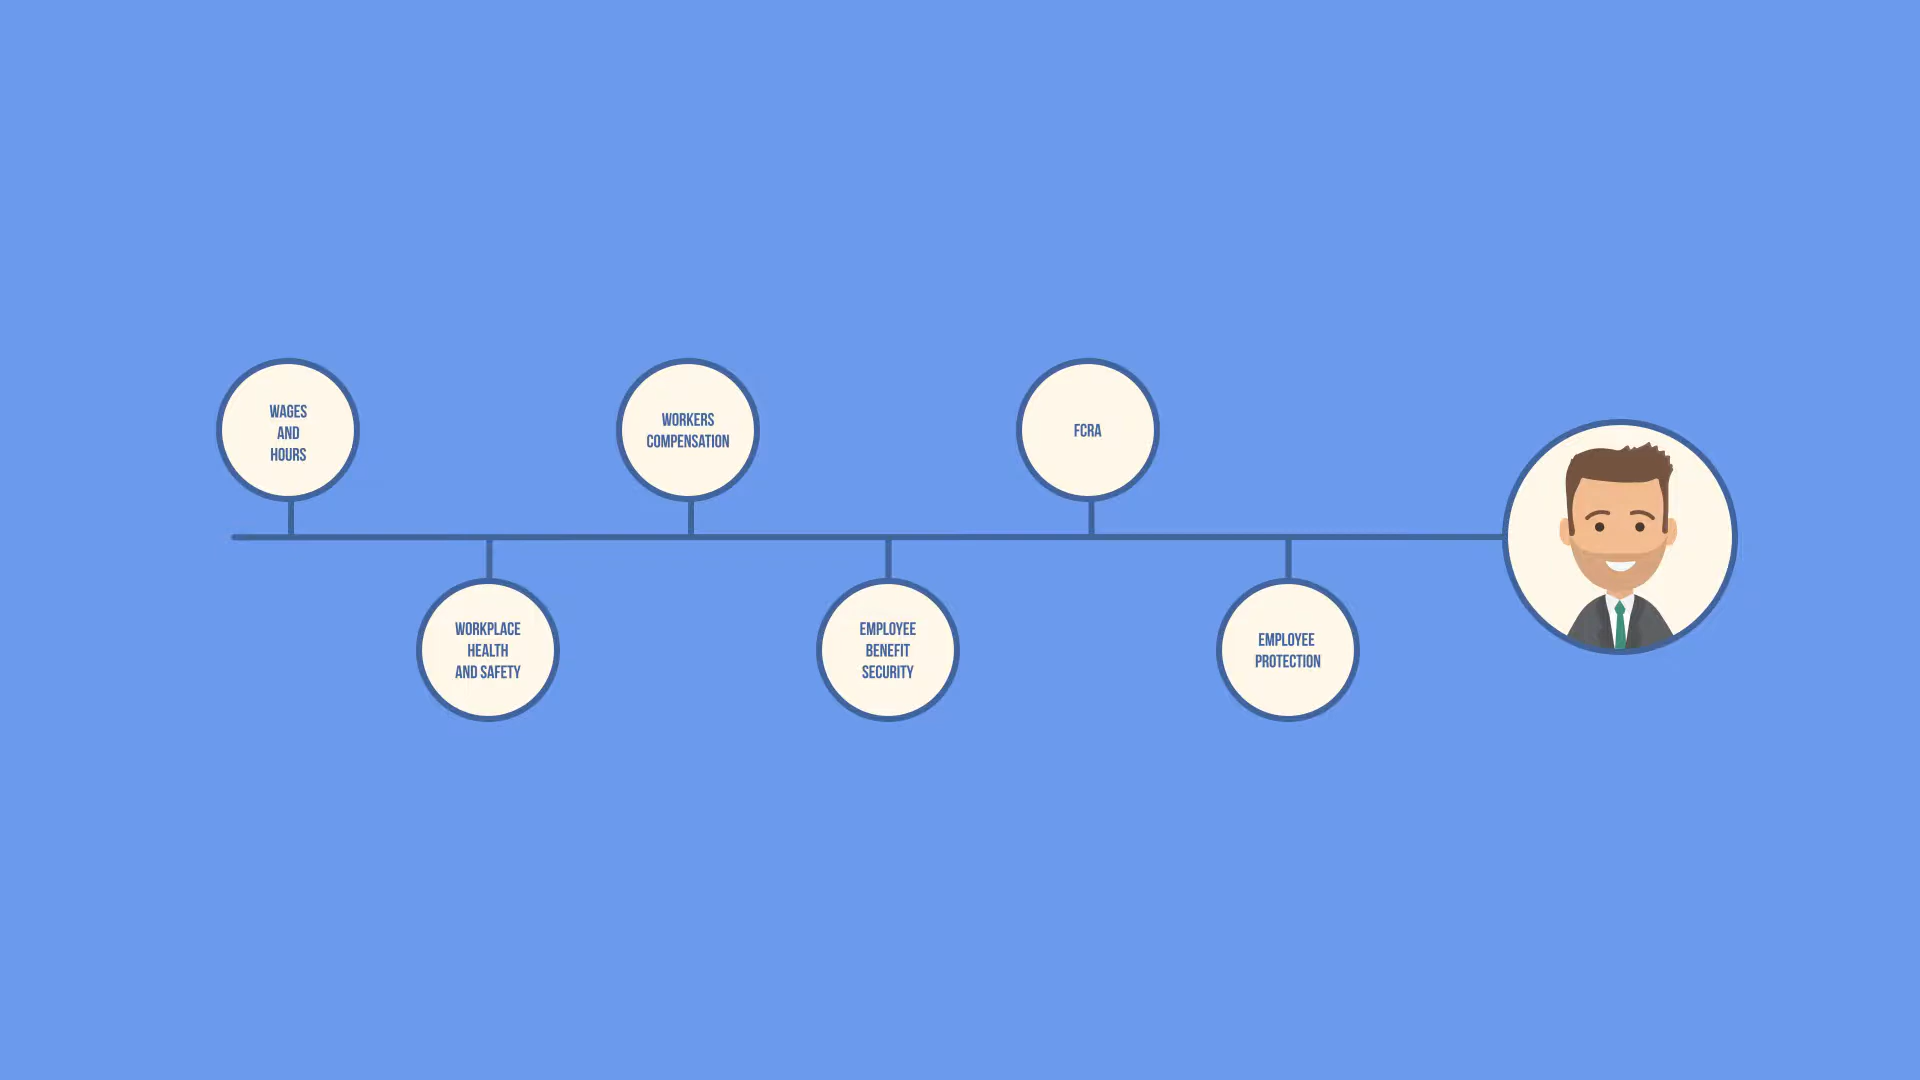 WAGES
AND
HOURS
WORKPLACE
HEALTH
AND SAFETY
WORKERS
COMPENSATION
EMPLOYEE
BENEFIT
SECURITY
FCRA
EMPLOYEE
PROTECTION